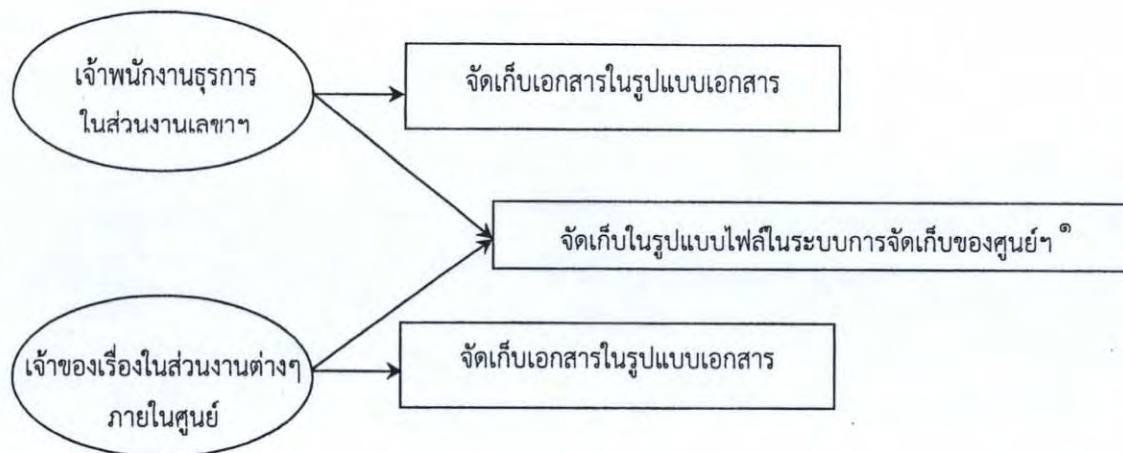 เจ้าพนักงานธุรการ
ในส่วนงานเลขาฯ
จัดเก็บเอกสารในรูปแบบเอกสาร
จัดเก็บในรูปแบบไฟล์ในระบบการจัดเก็บของศูนย์ฯ ๑
เจ้าของเรื่องในส่วนงานต่างๆ
ภายในศูนย์
จัดเก็บเอกสารในรูปแบบเอกสาร